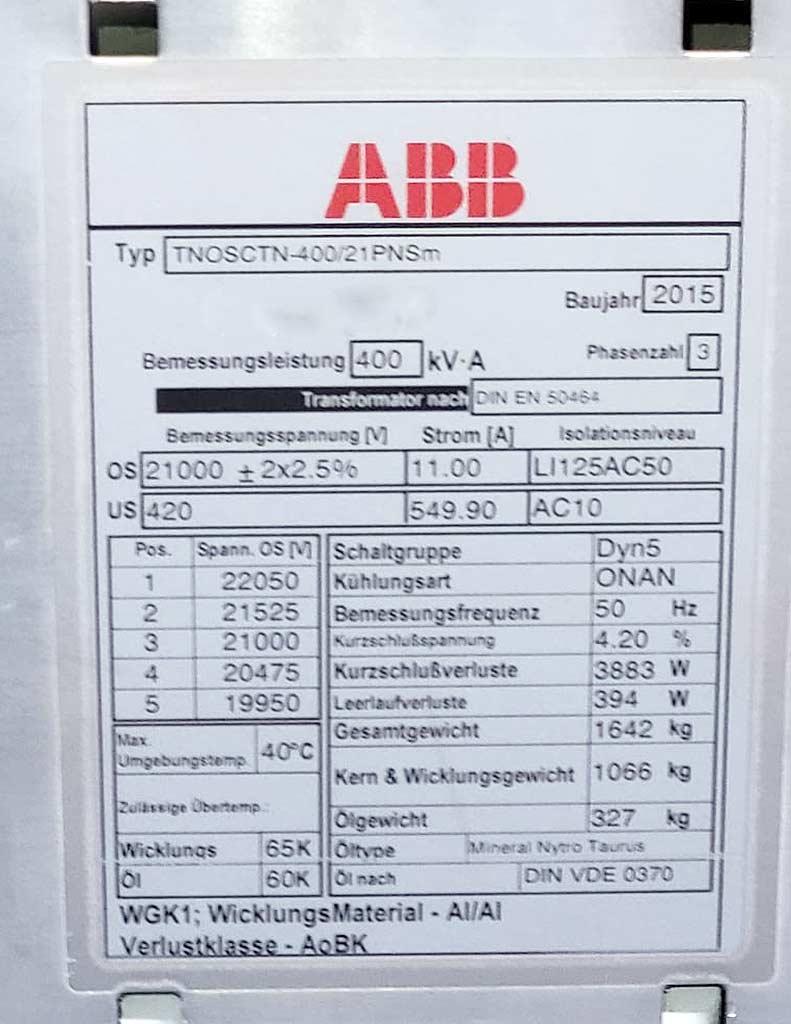 ABB
Typ TNOSCTN-400/21PNSm
Baujahr 2015
Bemessungsleistung 400 kV·A Phasenzahl 3
Transformator nach DIN EN 50464
Bemessungsspannung [V] Strom [A] Isolationsniveau
OS 21000 ± 2x2.5% 11.00 LI125AC50
US 420 549.90 AC10
Pos. Spann. OS [V]
1 22050
2 21525
3 21000
4 20475
5 19950
Max.
Umgebungstemp. 40°C
Zulässige Übertemp.:
Wicklungs 65K
Öl 60K
Schaltgruppe Dyn5
Kühlungsart ONAN
Bemessungsfrequenz 50 Hz
Kurzschlußspannung 4.20 %
Kurzschlußverluste 3883 W
Leerlaufverluste 394 W
Gesamtgewicht 1642 kg
Kern & Wicklungsgewicht 1066 kg
Ölgewicht 327 kg
Öltype Mineral Nytro Taurus
Öl nach DIN VDE 0370
WGK1; WicklungsMaterial - Al/Al
Verlustklasse - AoBK